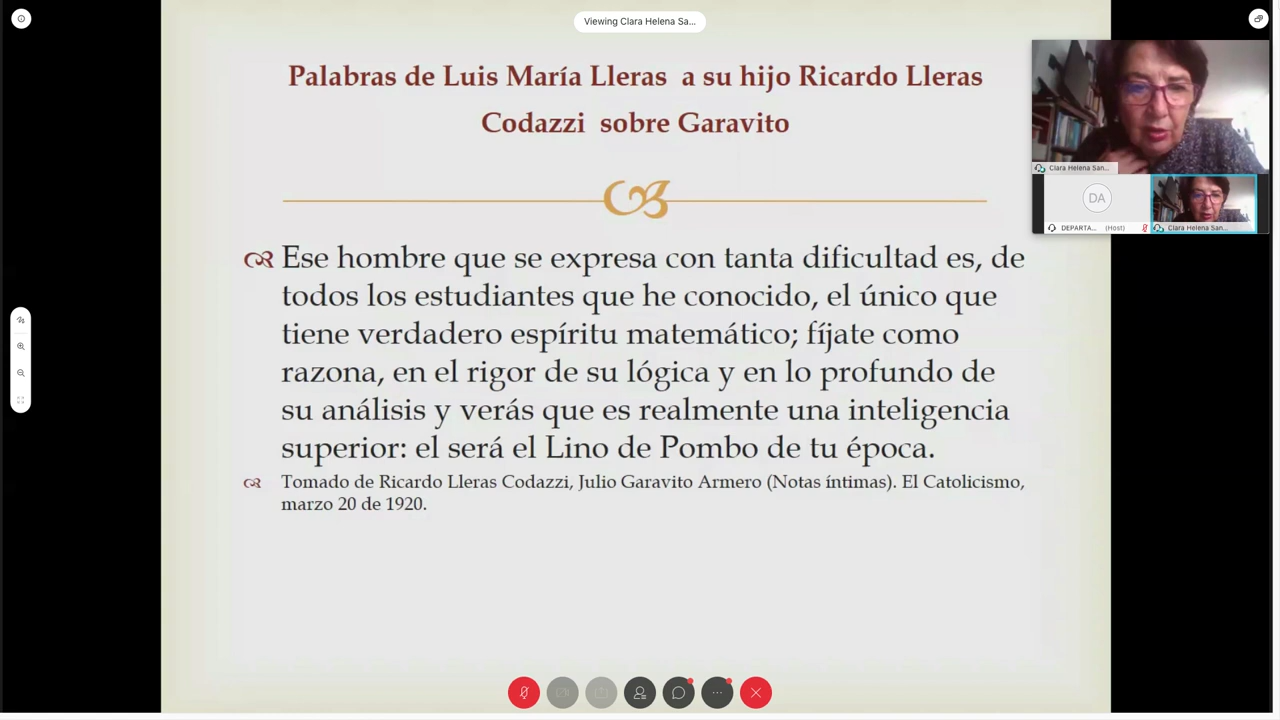 Viewing Clara Helena Sa...
Palabras de Luis María Lleras a su hijo Ricardo Lleras
Codazzi sobre Garavito
Ese hombre que se expresa con tanta dificultad es, de
todos los estudiantes que he conocido, el único que
tiene verdadero espíritu matemático; fíjate como
razona, en el rigor de su lógica y en lo profundo de
su análisis y verás que es realmente una inteligencia
superior: el será el Lino de Pombo de tu época.
Tomado de Ricardo Lleras Codazzi, Julio Garavito Armero (Notas íntimas). El Catolicismo,
marzo 20 de 1920.
Clara Helena San...
DA
DEPARTA... (Host)
Clara Helena San...